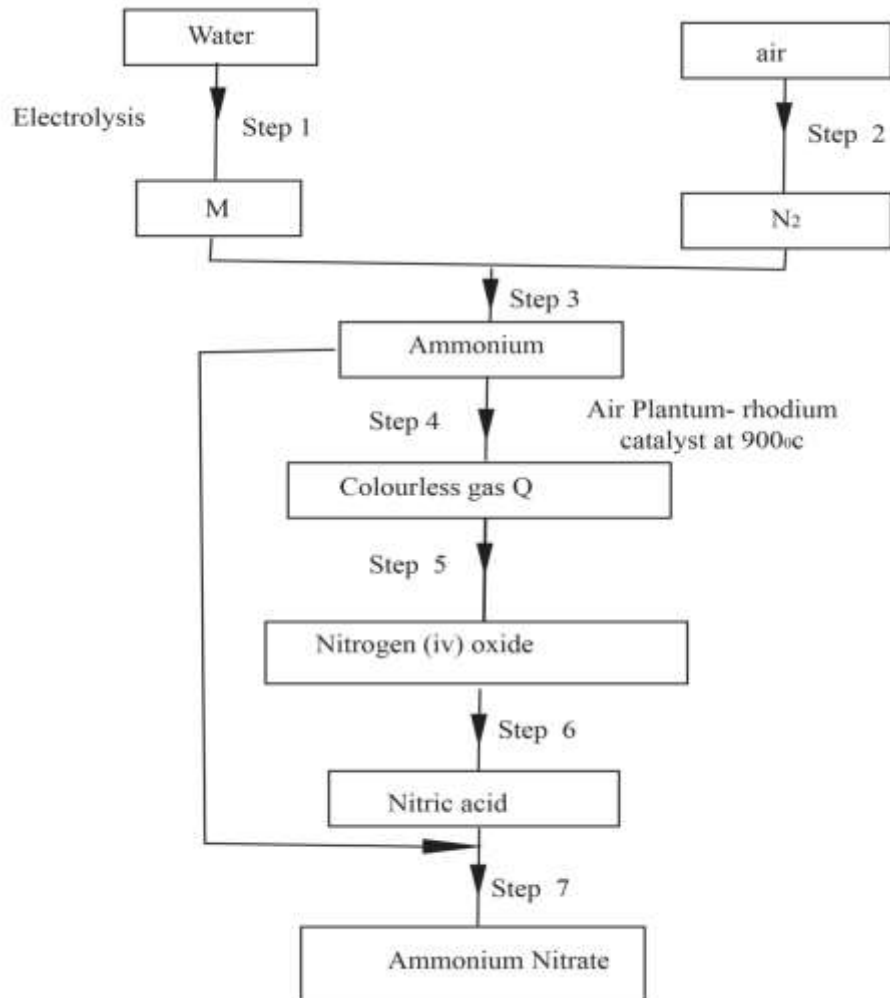 Water
air
Electrolysis
Step 1
Step 2
M
N₂
Step 3
Ammonium
Step 4
Air Plantum- rhodium
catalyst at 900₀c
Colourless gas Q
Step 5
Nitrogen (iv) oxide
Step 6
Nitric acid
Step 7
Ammonium Nitrate